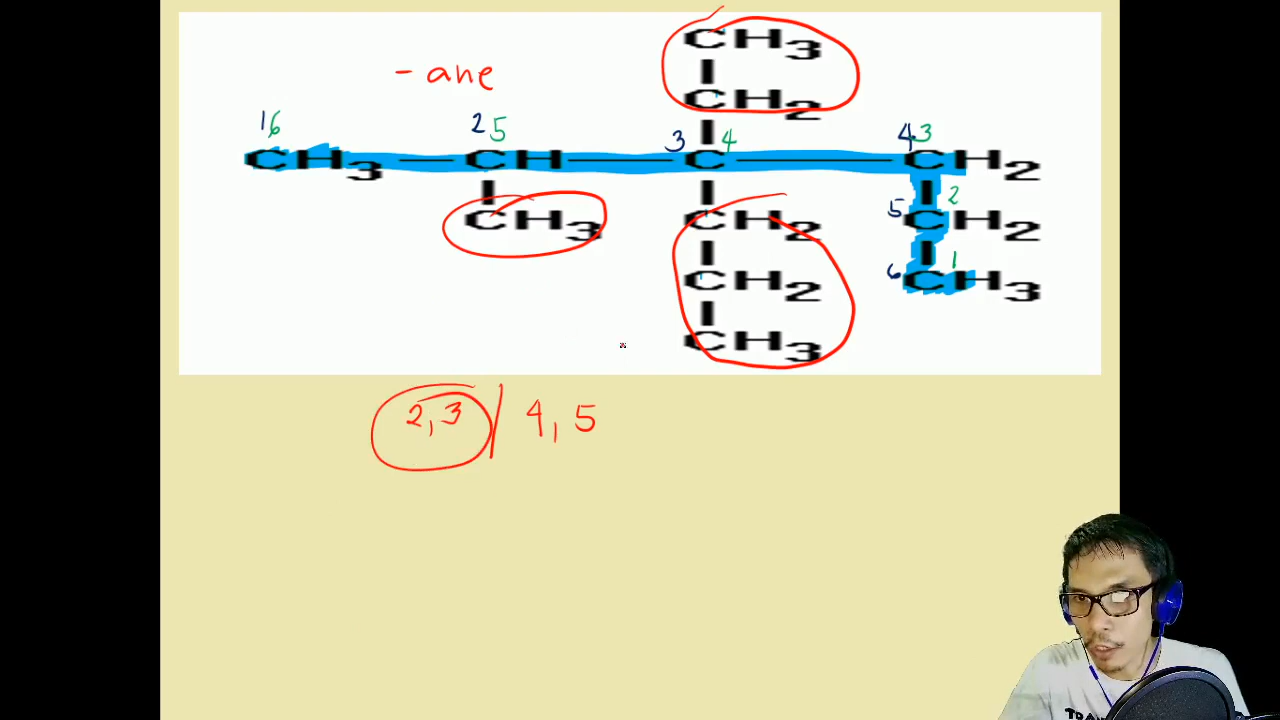 CH3
- ane
CH2
16 25 3 4 43
CH3 CH C CH2
2
CH3 CH2 5 CH2
1
CH2 6 CH3
CH3
2,3 | 4, 5